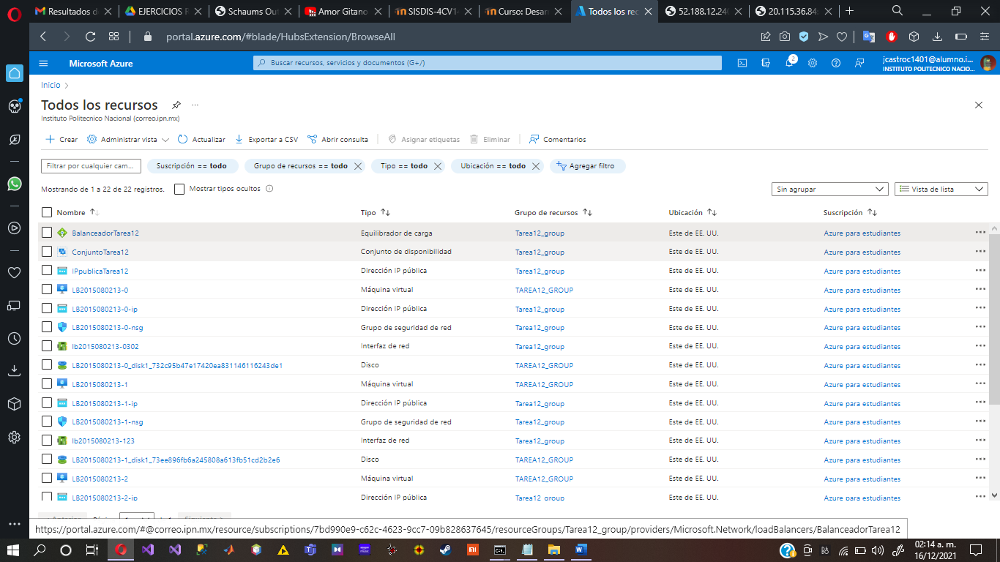 Resultados d
EJERCICIOS R
Schaums Out
Amor Gitano
SISDIS-4CV14
Curso: Desar
Todos los rec
52.188.12.240
20.115.36.84
portal.azure.com/#blade/HubsExtension/BrowseAll
Microsoft Azure
Buscar recursos, servicios y documentos (G+/)
2
jcastroc1401@alumno.i...
INSTITUTO POLITECNICO NACIO...
Inicio
Todos los recursos
Instituto Politecnico Nacional (correo.ipn.mx)
Crear Administrar vista Actualizar Exportar a CSV Abrir consulta Asignar etiquetas Eliminar Comentarios
Filtrar por cualquier cam... Suscripción == todo Grupo de recursos == todo Tipo == todo Ubicación == todo Agregar filtro
Mostrando de 1 a 22 de 22 registros. Mostrar tipos ocultos Sin agrupar Vista de lista
Nombre Tipo Grupo de recursos Ubicación Suscripción
BalanceadorTarea12 Equilibrador de carga Tarea12_group Este de EE. UU. Azure para estudiantes
ConjuntoTarea12 Conjunto de disponibilidad Tarea12_group Este de EE. UU. Azure para estudiantes
IPpublicaTarea12 Dirección IP pública Tarea12_group Este de EE. UU. Azure para estudiantes
LB2015080213-0 Máquina virtual TAREA12_GROUP Este de EE. UU. Azure para estudiantes
LB2015080213-0-ip Dirección IP pública Tarea12_group Este de EE. UU. Azure para estudiantes
LB2015080213-0-nsg Grupo de seguridad de red Tarea12_group Este de EE. UU. Azure para estudiantes
lb2015080213-0302 Interfaz de red Tarea12_group Este de EE. UU. Azure para estudiantes
LB2015080213-0_disk1_732c95b47e17420ea831146116243de1 Disco TAREA12_GROUP Este de EE. UU. Azure para estudiantes
LB2015080213-1 Máquina virtual TAREA12_GROUP Este de EE. UU. Azure para estudiantes
LB2015080213-1-ip Dirección IP pública Tarea12_group Este de EE. UU. Azure para estudiantes
LB2015080213-1-nsg Grupo de seguridad de red Tarea12_group Este de EE. UU. Azure para estudiantes
lb2015080213-123 Interfaz de red Tarea12_group Este de EE. UU. Azure para estudiantes
LB2015080213-1_disk1_73ee896fb6a245808a613fb51cd2b2e6 Disco TAREA12_GROUP Este de EE. UU. Azure para estudiantes
LB2015080213-2 Máquina virtual TAREA12_GROUP Este de EE. UU. Azure para estudiantes
LB2015080213-2-ip Dirección IP pública Tarea12_group Este de EE. UU. Azure para estudiantes
https://portal.azure.com/#@correo.ipn.mx/resource/subscriptions/7bd990e9-c62c-4623-9cc7-09b828637645/resourceGroups/Tarea12_group/providers/Microsoft.Network/loadBalancers/BalanceadorTarea12
02:14 a. m.
16/12/2021